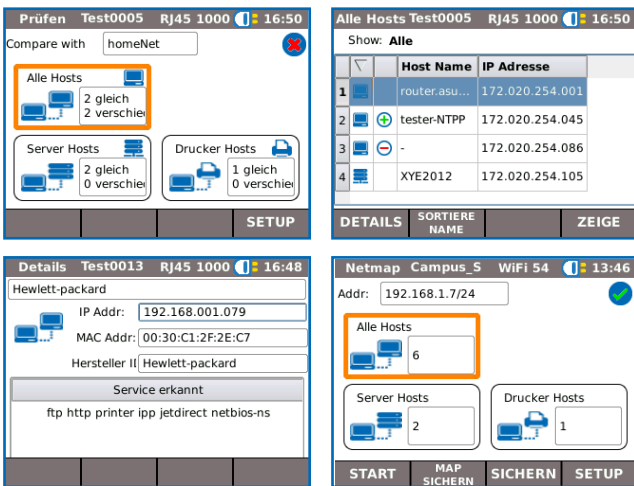 Prüfen Test0005 RJ45 1000 16:50
Compare with homeNet
Alle Hosts
2 gleich
2 verschie
Server Hosts
2 gleich
0 verschie
Drucker Hosts
1 gleich
0 verschie
SETUP
Alle Hosts Test0005 RJ45 1000 16:50
Show: Alle
Host Name IP Adresse
1 router.asu... 172.020.254.001
2 tester-NTPP 172.020.254.045
3 - 172.020.254.086
4 XYE2012 172.020.254.105
DETAILS SORTIERE NAME ZEIGE
Details Test0013 RJ45 1000 16:48
Hewlett-packard
IP Addr: 192.168.001.079
MAC Addr: 00:30:C1:2F:2E:C7
Hersteller II Hewlett-packard
Service erkannt
ftp http printer ipp jetdirect netbios-ns
Netmap Campus_S WiFi 54 13:46
Addr: 192.168.1.7/24
Alle Hosts
6
Server Hosts
2
Drucker Hosts
1
START MAP SICHERN SICHERN SETUP